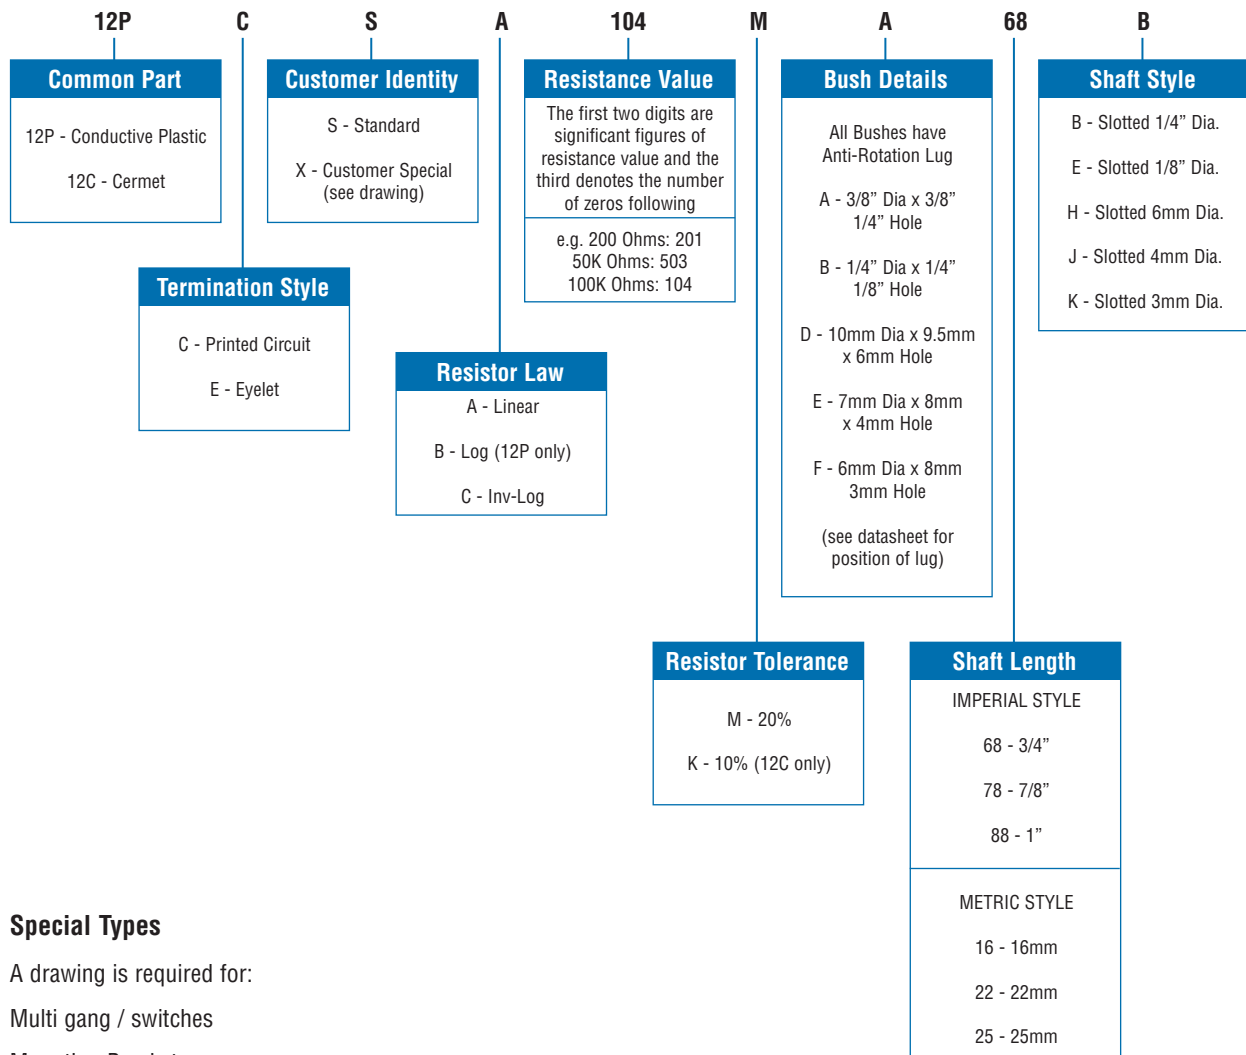 12P C S A 104 M A 68 B
Common Part
12P - Conductive Plastic
12C - Cermet
Customer Identity
S - Standard
X - Customer Special
(see drawing)
Resistance Value
The first two digits are
significant figures of
resistance value and the
third denotes the number
of zeros following
e.g. 200 Ohms: 201
50K Ohms: 503
100K Ohms: 104
Bush Details
All Bushes have
Anti-Rotation Lug
A - 3/8” Dia x 3/8”
1/4” Hole
B - 1/4” Dia x 1/4”
1/8” Hole
D - 10mm Dia x 9.5mm
x 6mm Hole
E - 7mm Dia x 8mm
x 4mm Hole
F - 6mm Dia x 8mm
3mm Hole
(see datasheet for
position of lug)
Shaft Style
B - Slotted 1/4” Dia.
E - Slotted 1/8” Dia.
H - Slotted 6mm Dia.
J - Slotted 4mm Dia.
K - Slotted 3mm Dia.
Termination Style
C - Printed Circuit
E - Eyelet
Resistor Law
A - Linear
B - Log (12P only)
C - Inv-Log
Resistor Tolerance
M - 20%
K - 10% (12C only)
Shaft Length
IMPERIAL STYLE
68 - 3/4”
78 - 7/8”
88 - 1”
METRIC STYLE
16 - 16mm
22 - 22mm
25 - 25mm
Special Types
A drawing is required for:
Multi gang / switches